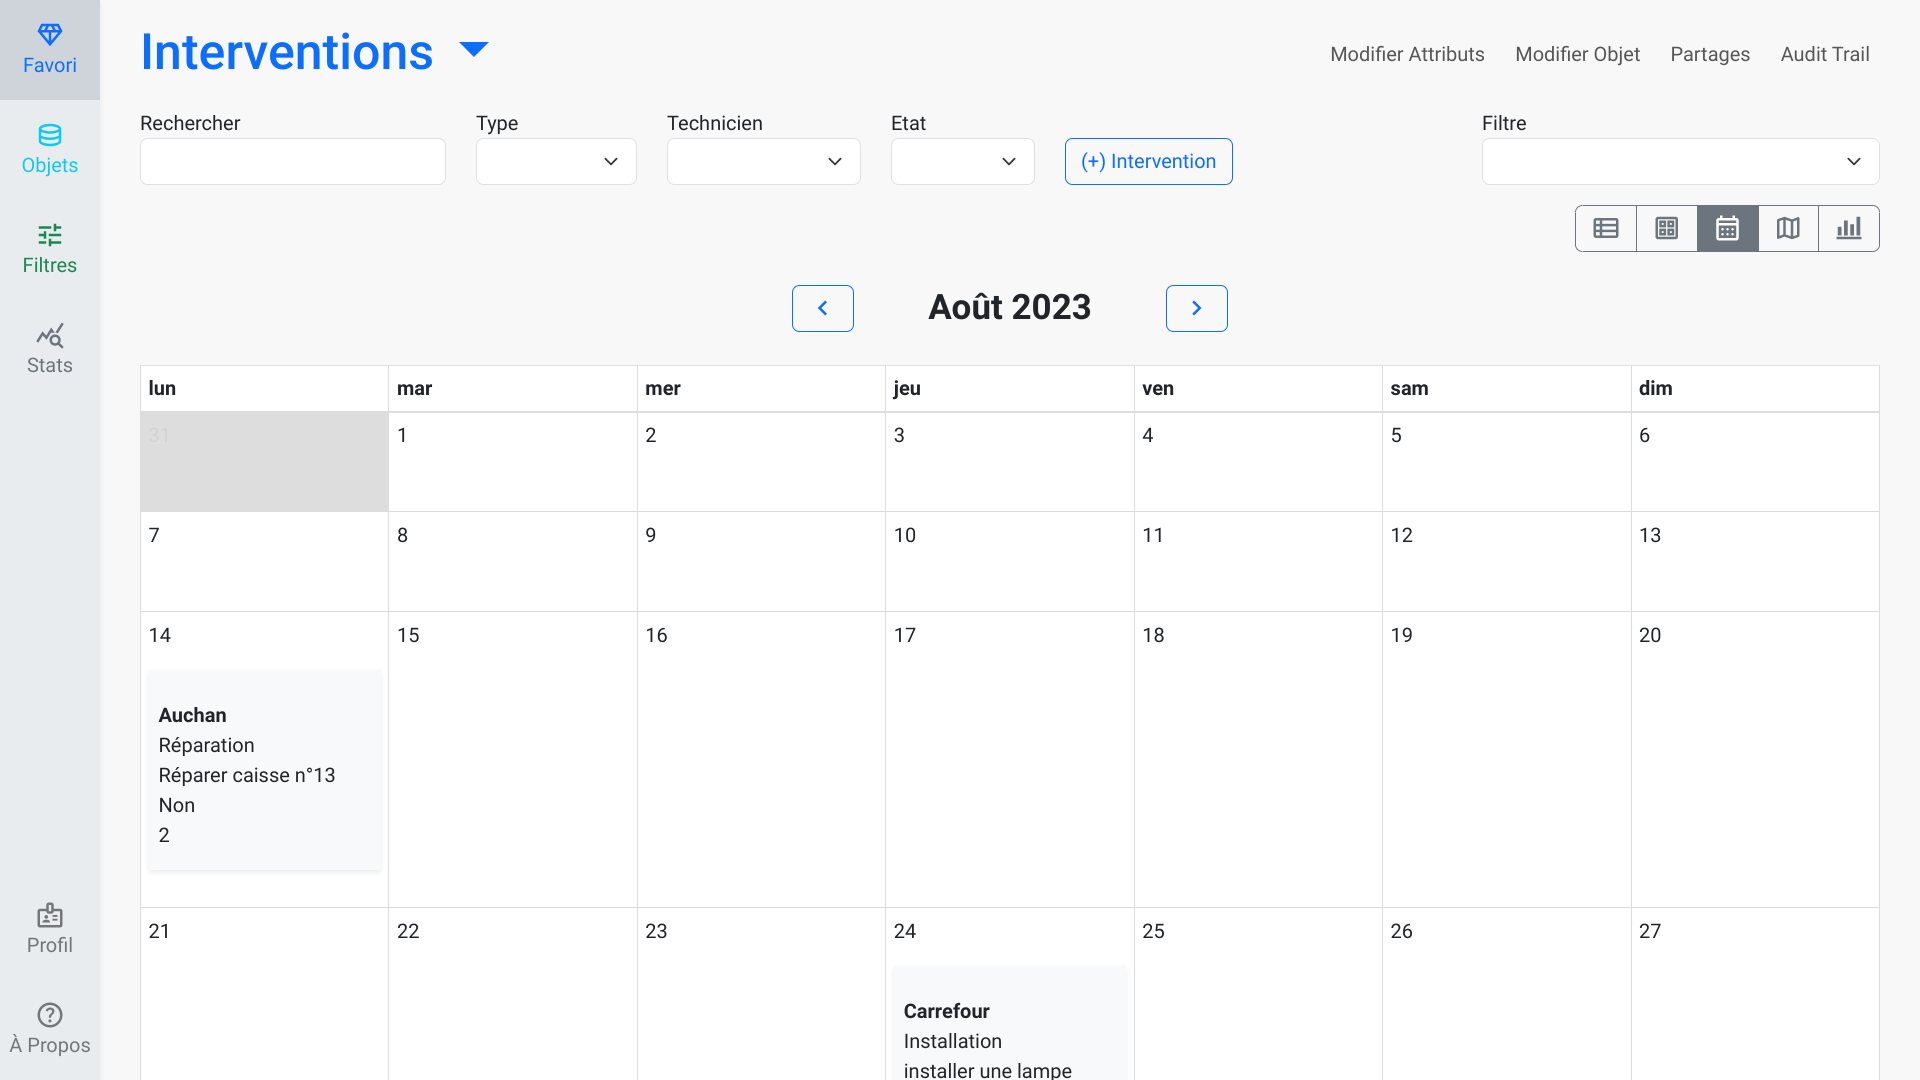 Favori
Objets
Filtres
Stats
Profil
À Propos
Interventions
Modifier Attributs
Modifier Objet
Partages
Audit Trail
Rechercher
Type
Technicien
Etat
(+) Intervention
Filtre
Août 2023
lun mar mer jeu ven sam dim
31 1 2 3 4 5 6
7 8 9 10 11 12 13
14 15 16 17 18 19 20
Auchan
Réparation
Réparer caisse n°13
Non
2
21 22 23 24 25 26 27
Carrefour
Installation
installer une lampe